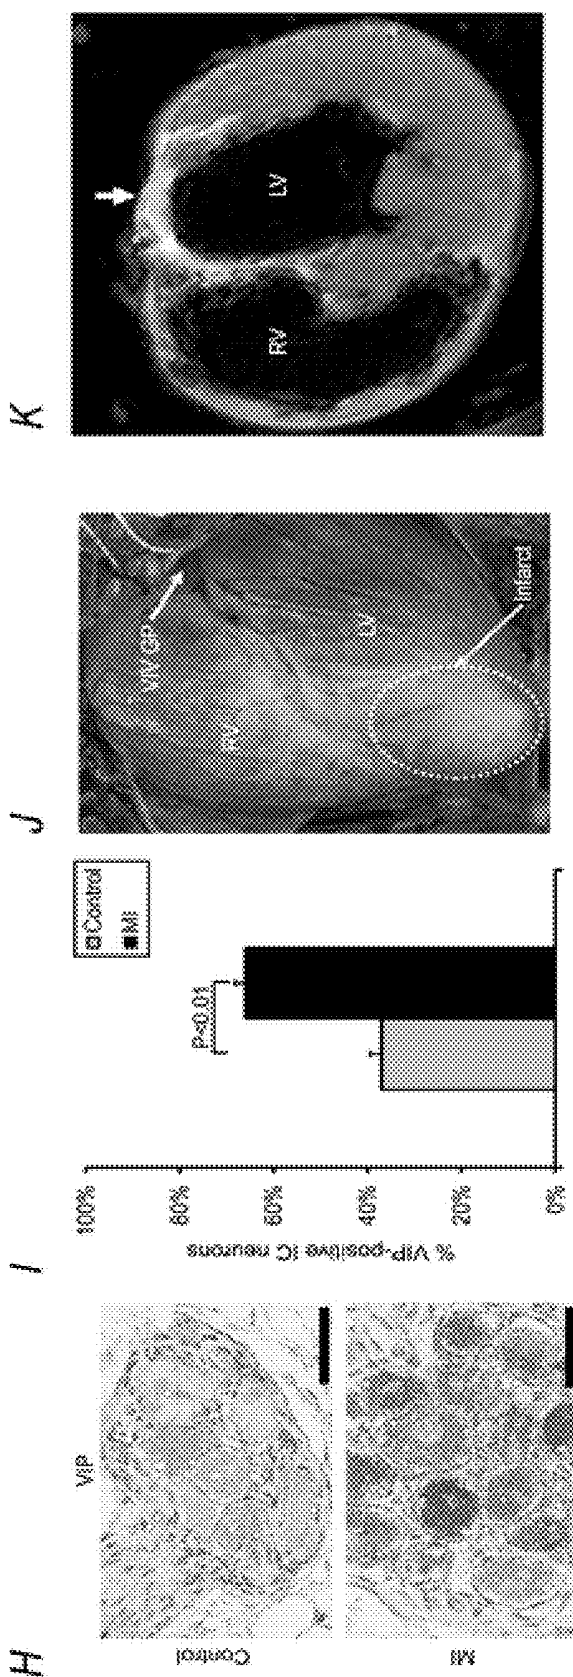 H
VIP
Control
MI
I
% VIP-positive IC neurons
100%
80%
60%
40%
20%
0%
P<0.01
Control
MI
J
VIV GP
RV
LV
Infarct
K
RV
LV